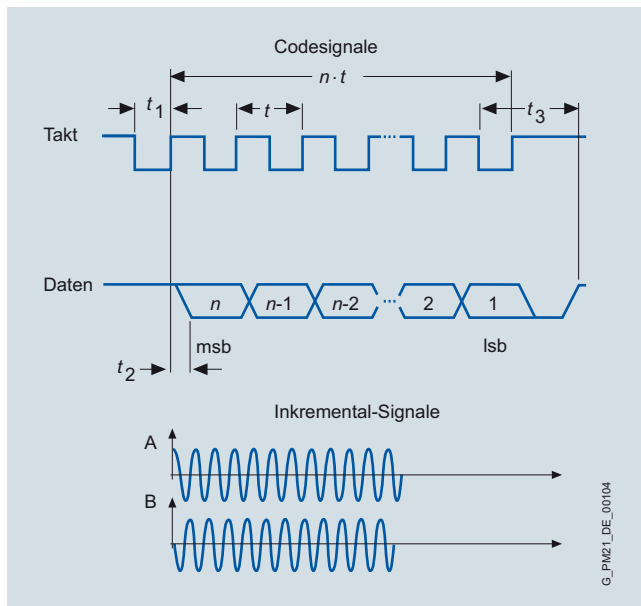 Codesignale
n · t
t1 t t3
Takt
...
Daten
n n-1 n-2 ... 2 1
msb lsb
t2
Inkremental-Signale
A
B
G_PM21_DE_00104